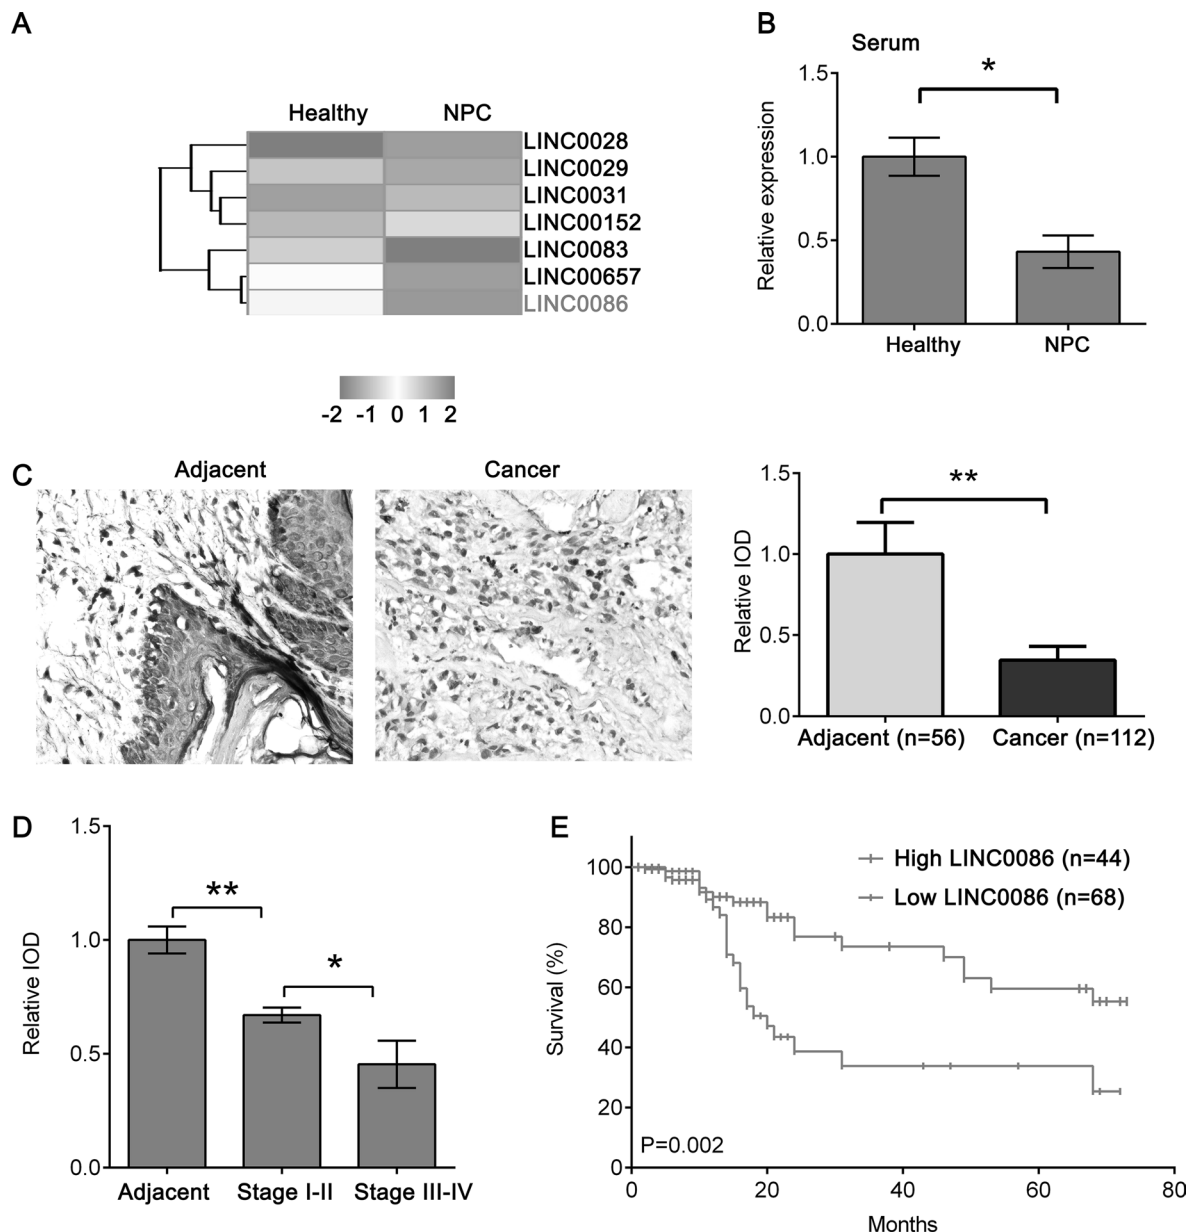 A
Healthy NPC
LINC0028
LINC0029
LINC0031
LINC00152
LINC0083
LINC00657
LINC0086
-2 -1 0 1 2
B
Serum
*
Relative expression
1.5
1.0
0.5
0.0
Healthy NPC
C
Adjacent Cancer
**
Relative IOD
1.5
1.0
0.5
0.0
Adjacent (n=56) Cancer (n=112)
D
**
*
Relative IOD
1.5
1.0
0.5
0.0
Adjacent Stage I-II Stage III-IV
E
High LINC0086 (n=44)
Low LINC0086 (n=68)
Survival (%)
100
80
60
40
20
0
P=0.002
0 20 40 60 80
Months